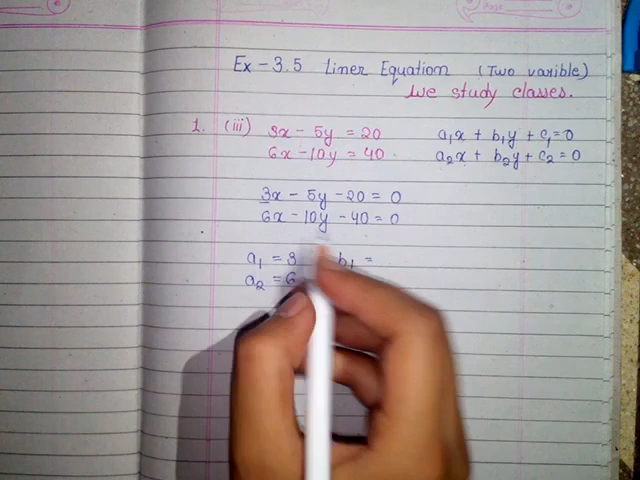 Ex - 3.5 Liner Equation (Two varible)
We study classes.
1. (iii) 3x - 5y = 20 a₁x + b₁y + c₁ = 0
6x - 10y = 40. a₂x + b₂y + c₂ = 0
3x - 5y - 20 = 0
6x - 10y - 40 = 0
a₁ = 3 b₁ =
a₂ = 6